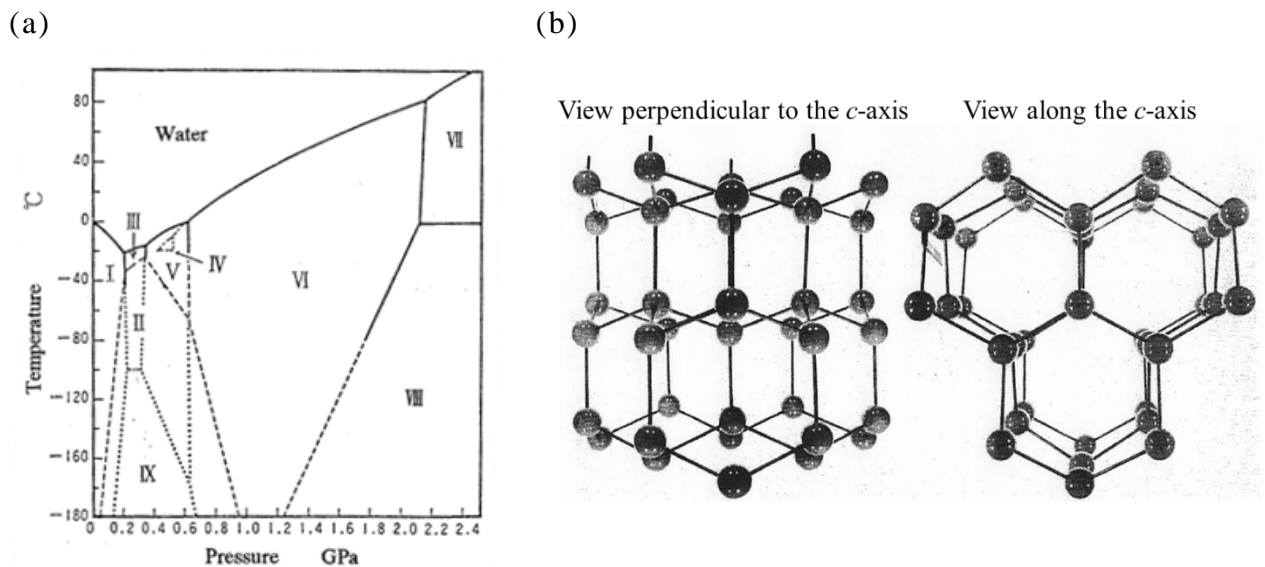 (a)
(b)
View perpendicular to the c-axis
View along the c-axis
80
40
0
−40
−80
−120
−160
−180
Temperature
℃
Water
I
II
III
IV
V
VI
VII
VIII
IX
0 0.2 0.4 0.6 0.8 1.0 1.2 1.4 1.6 1.8 2.0 2.2 2.4
Pressure GPa